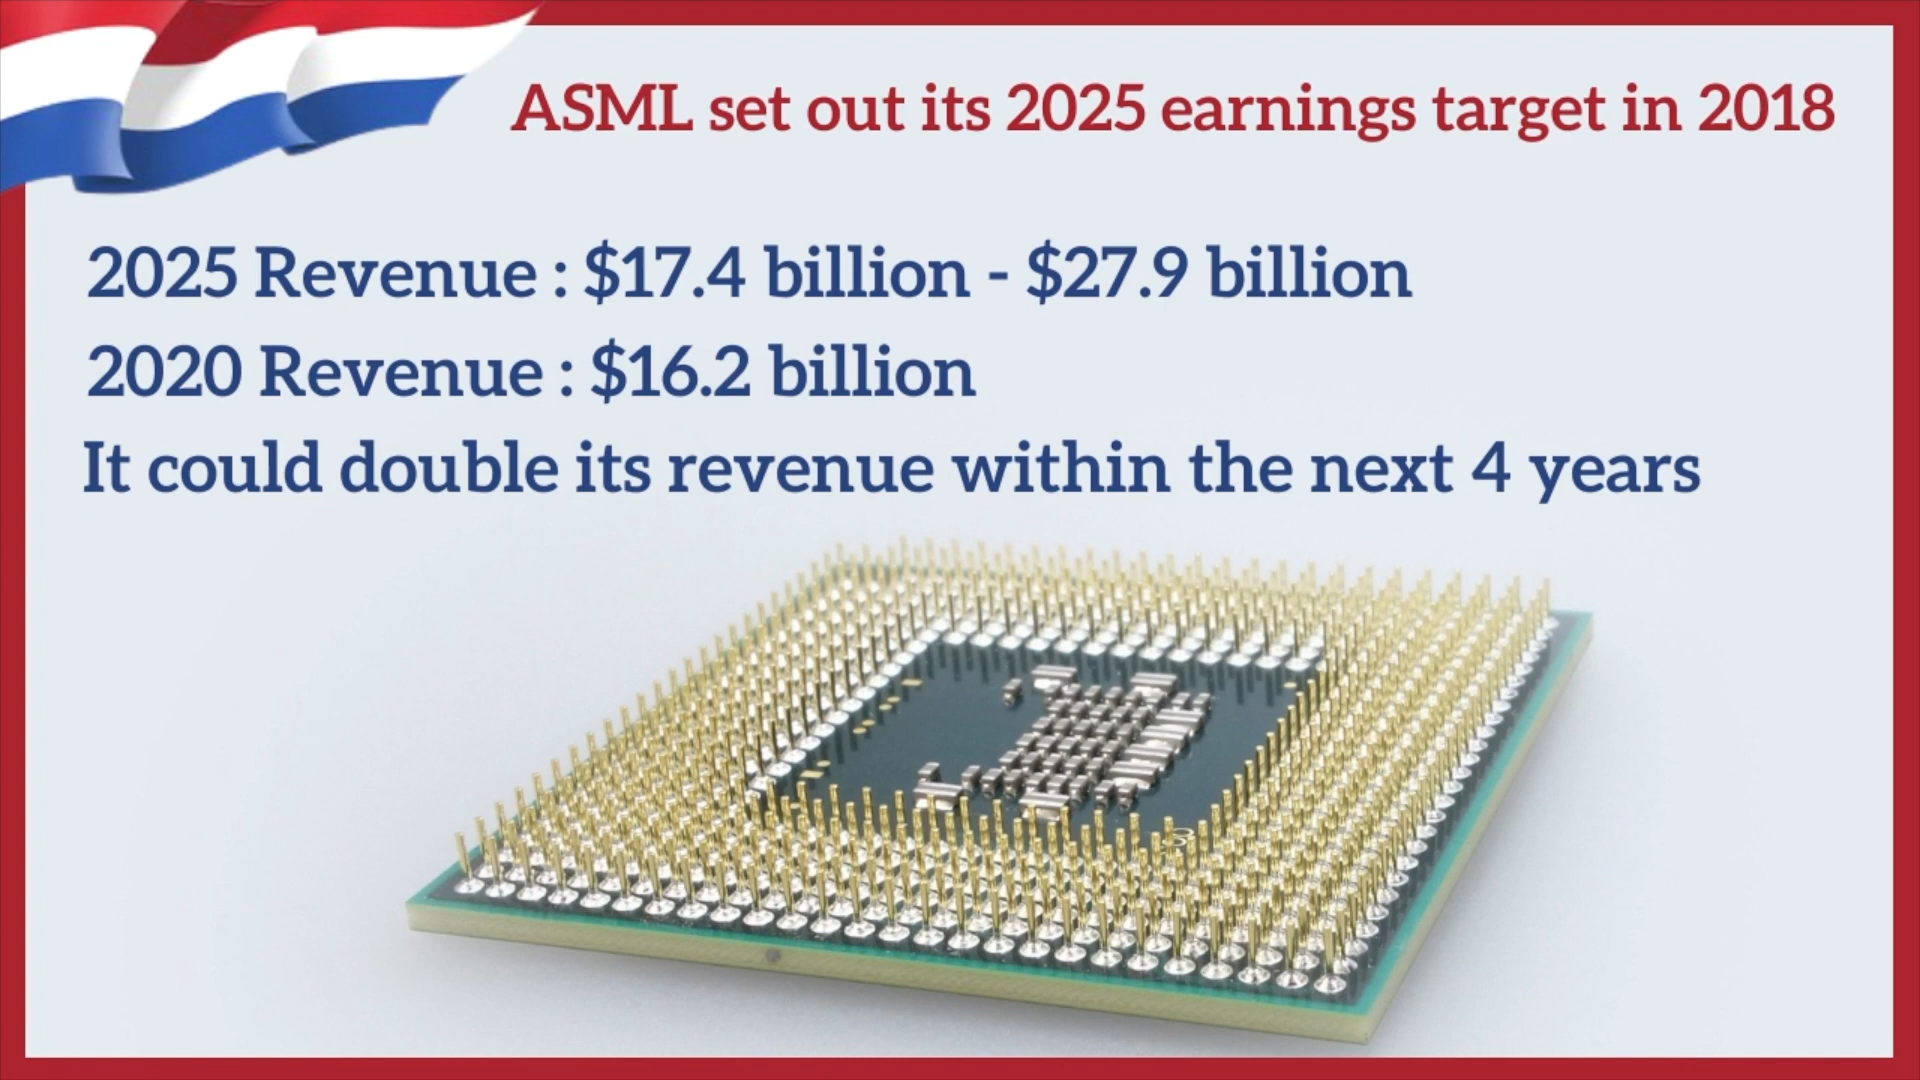 ASML set out its 2025 earnings target in 2018
2025 Revenue : $17.4 billion - $27.9 billion
2020 Revenue : $16.2 billion
It could double its revenue within the next 4 years